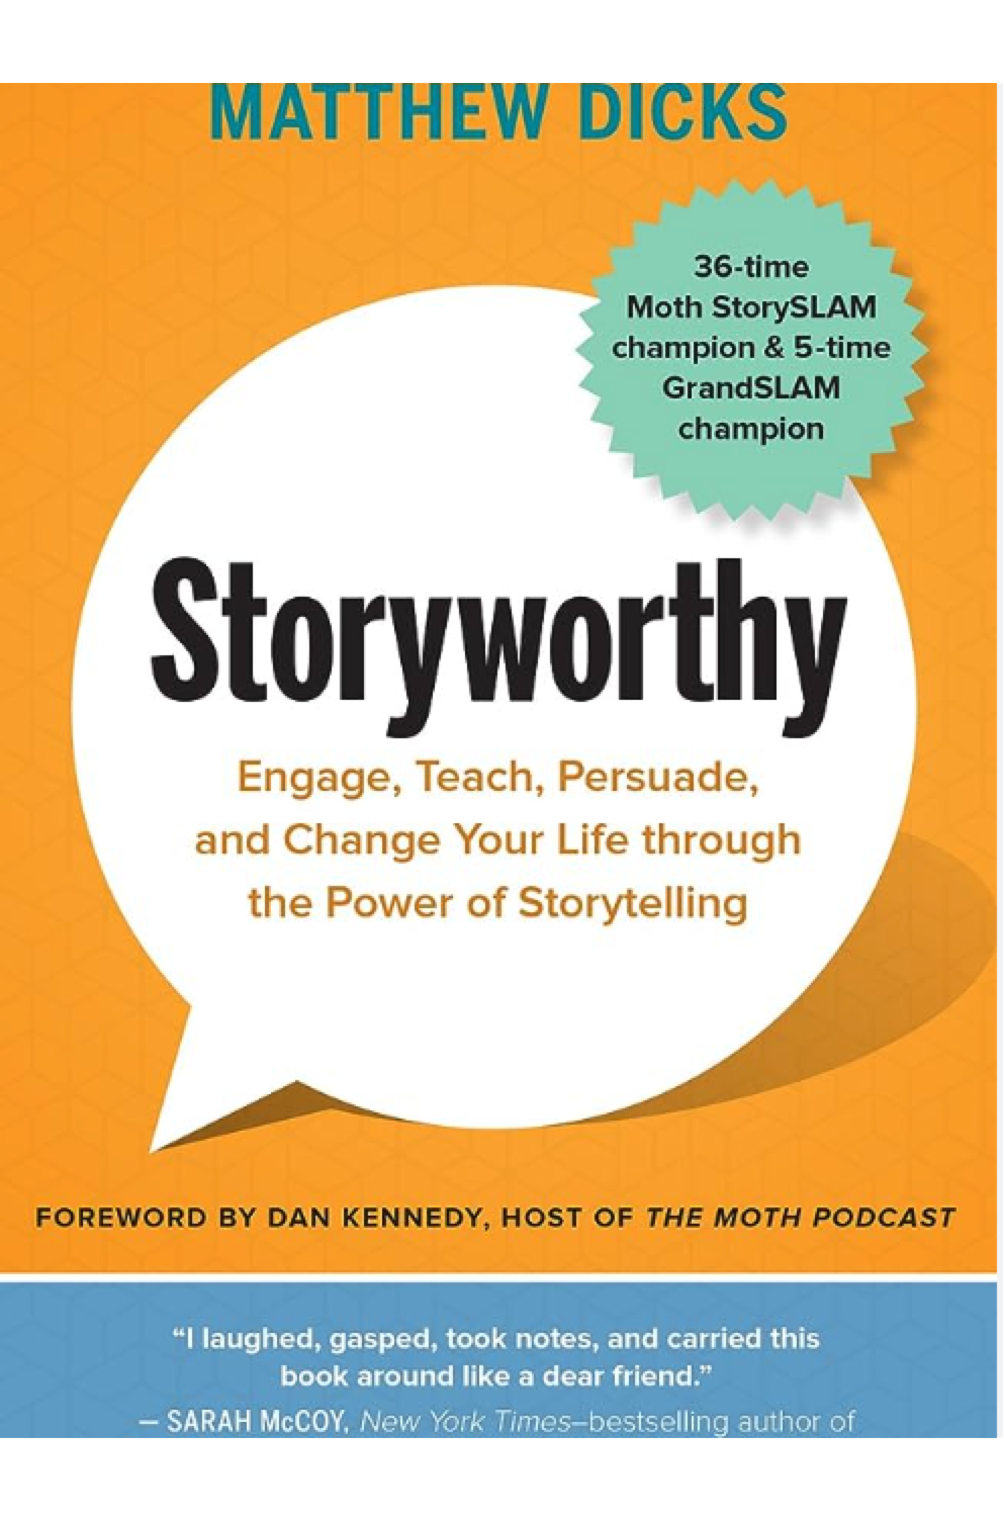 MATTHEW DICKS
36-time
Moth StorySLAM
champion & 5-time
GrandSLAM
champion
Storyworthy
Engage, Teach, Persuade,
and Change Your Life through
the Power of Storytelling
FOREWORD BY DAN KENNEDY, HOST OF THE MOTH PODCAST
“I laughed, gasped, took notes, and carried this
book around like a dear friend.”
— SARAH McCOY, New York Times–bestselling author of